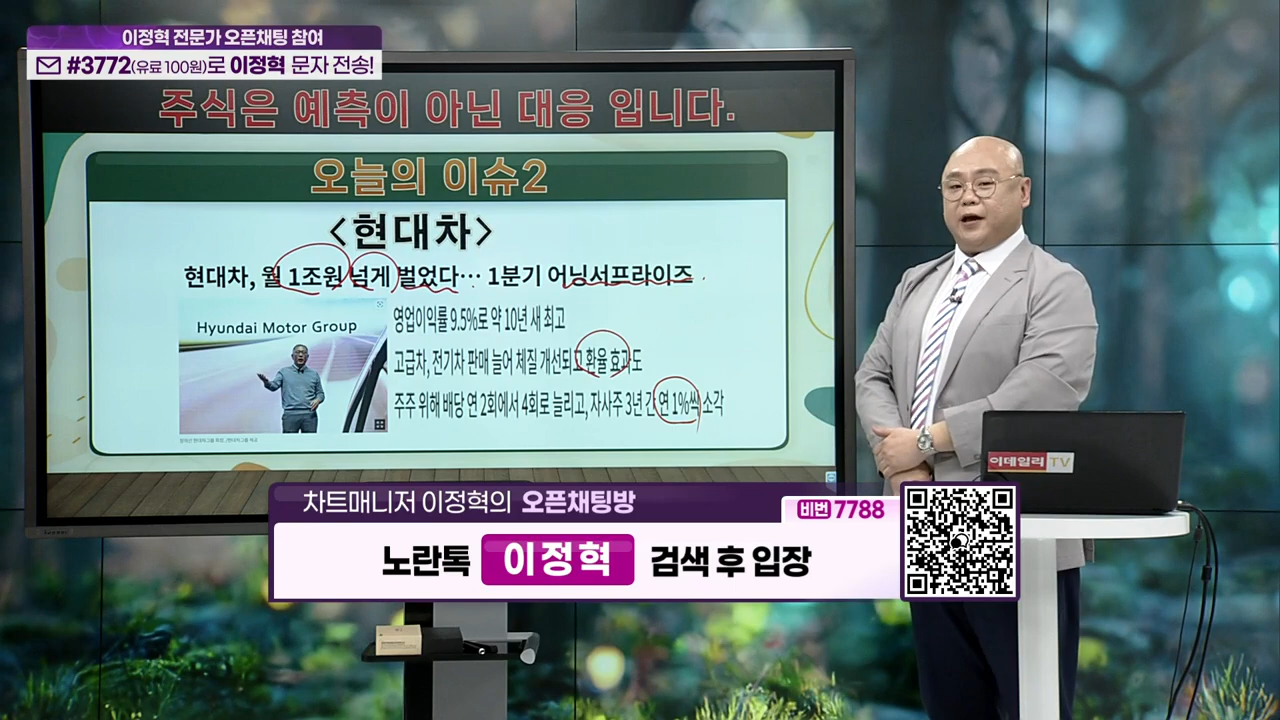 이정혁 전문가 오픈채팅 참여
#3772(유료 100원)로 이정혁 문자 전송!
주식은 예측이 아닌 대응 입니다.
오늘의 이슈2
<현대차>
현대차, 월 1조원 넘게 벌었다… 1분기 어닝서프라이즈
Hyundai Motor Group
영업이익률 9.5%로 약 10년 새 최고
고급차, 전기차 판매 늘어 체질 개선되고 환율 효과도
주주 위해 배당 연 2회에서 4회로 늘리고, 자사주 3년 간 연 1%씩 소각
이데일리 TV
차트매니저 이정혁의 오픈채팅방
비번 7788
노란톡 이정혁 검색 후 입장